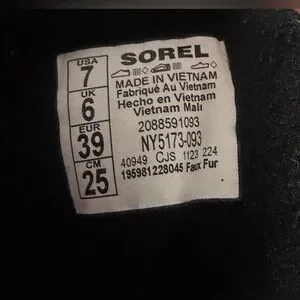 USA
7
UK
6
EUR
39
CM
25
SOREL
MADE IN VIETNAM
Fabriqué Au Vietnam
Hecho en Vietnam
Vietnam Malı
2088591093
NY5173-093
40949 CJS 1123 224
195981228045 Faux Fur